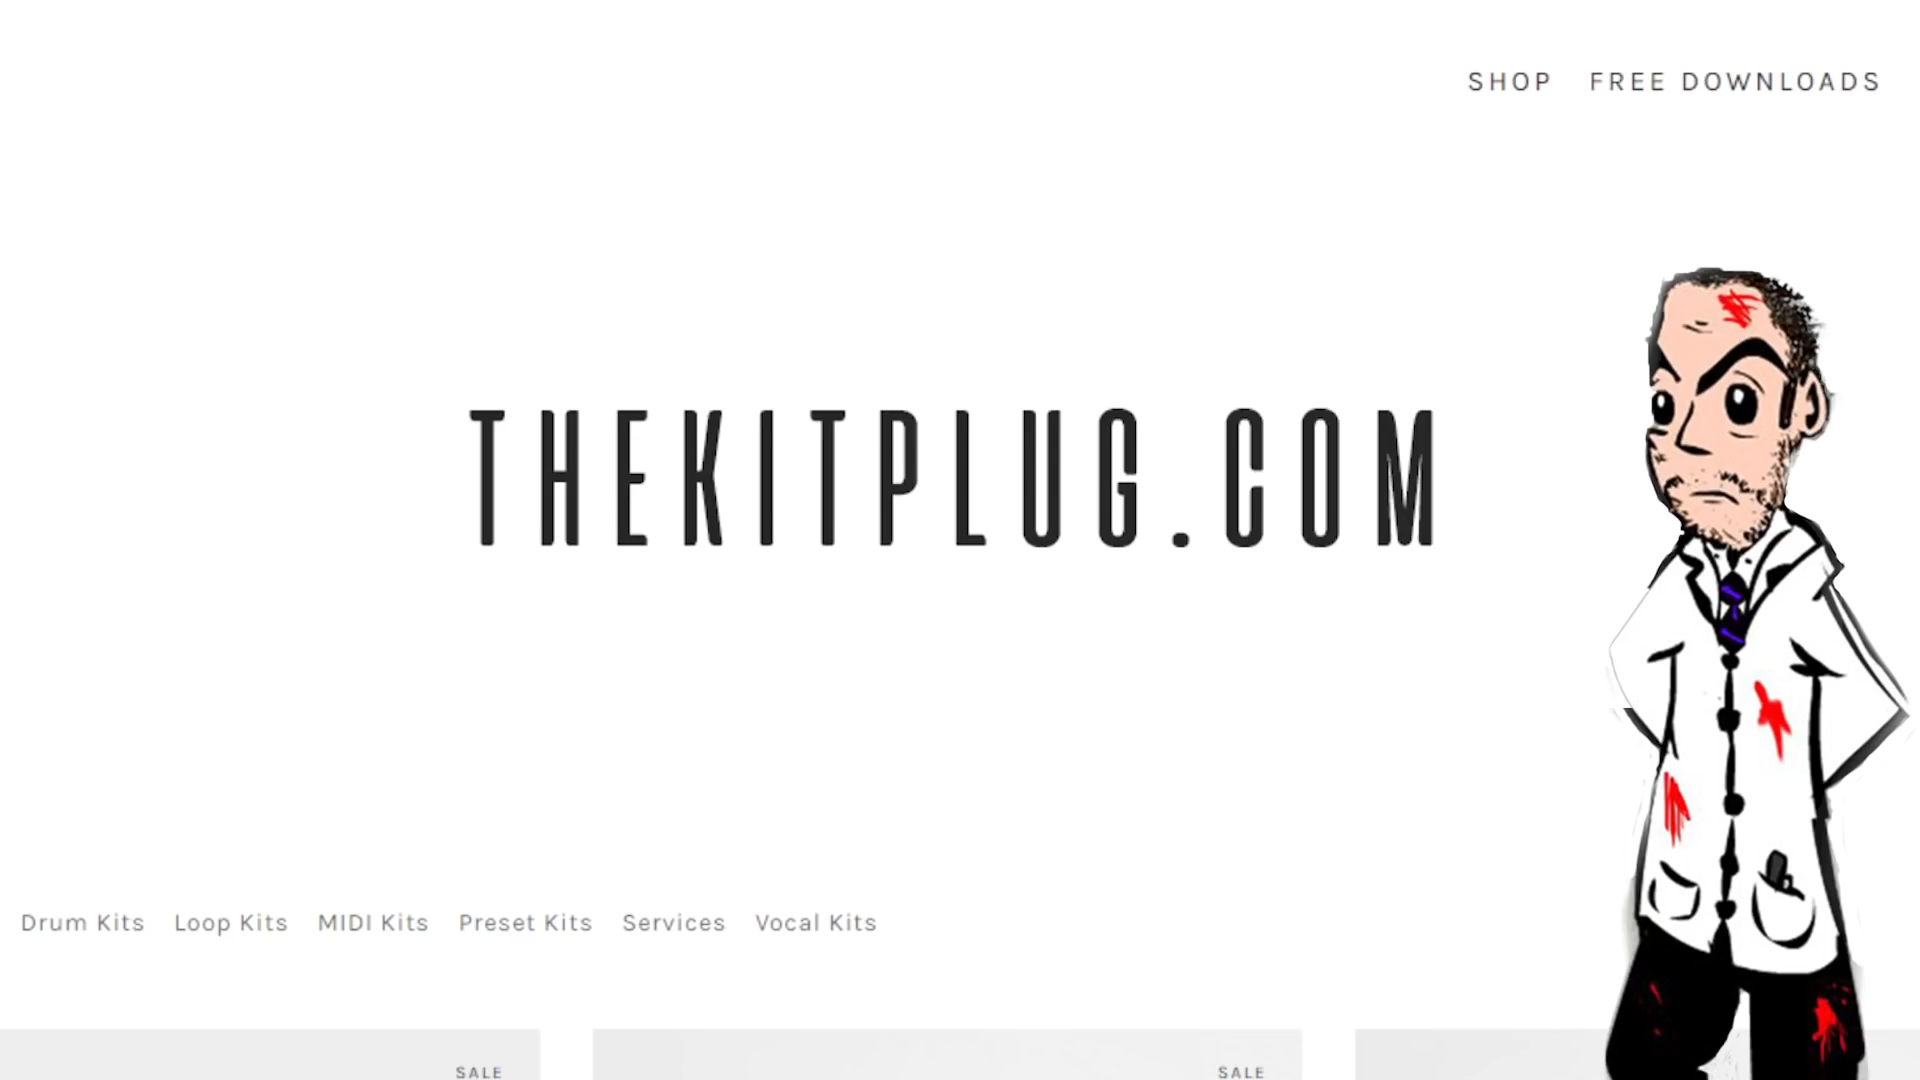 SHOP FREE DOWNLOADS
THEKITPLUG.COM
Drum Kits Loop Kits MIDI Kits Preset Kits Services Vocal Kits
SALE SALE